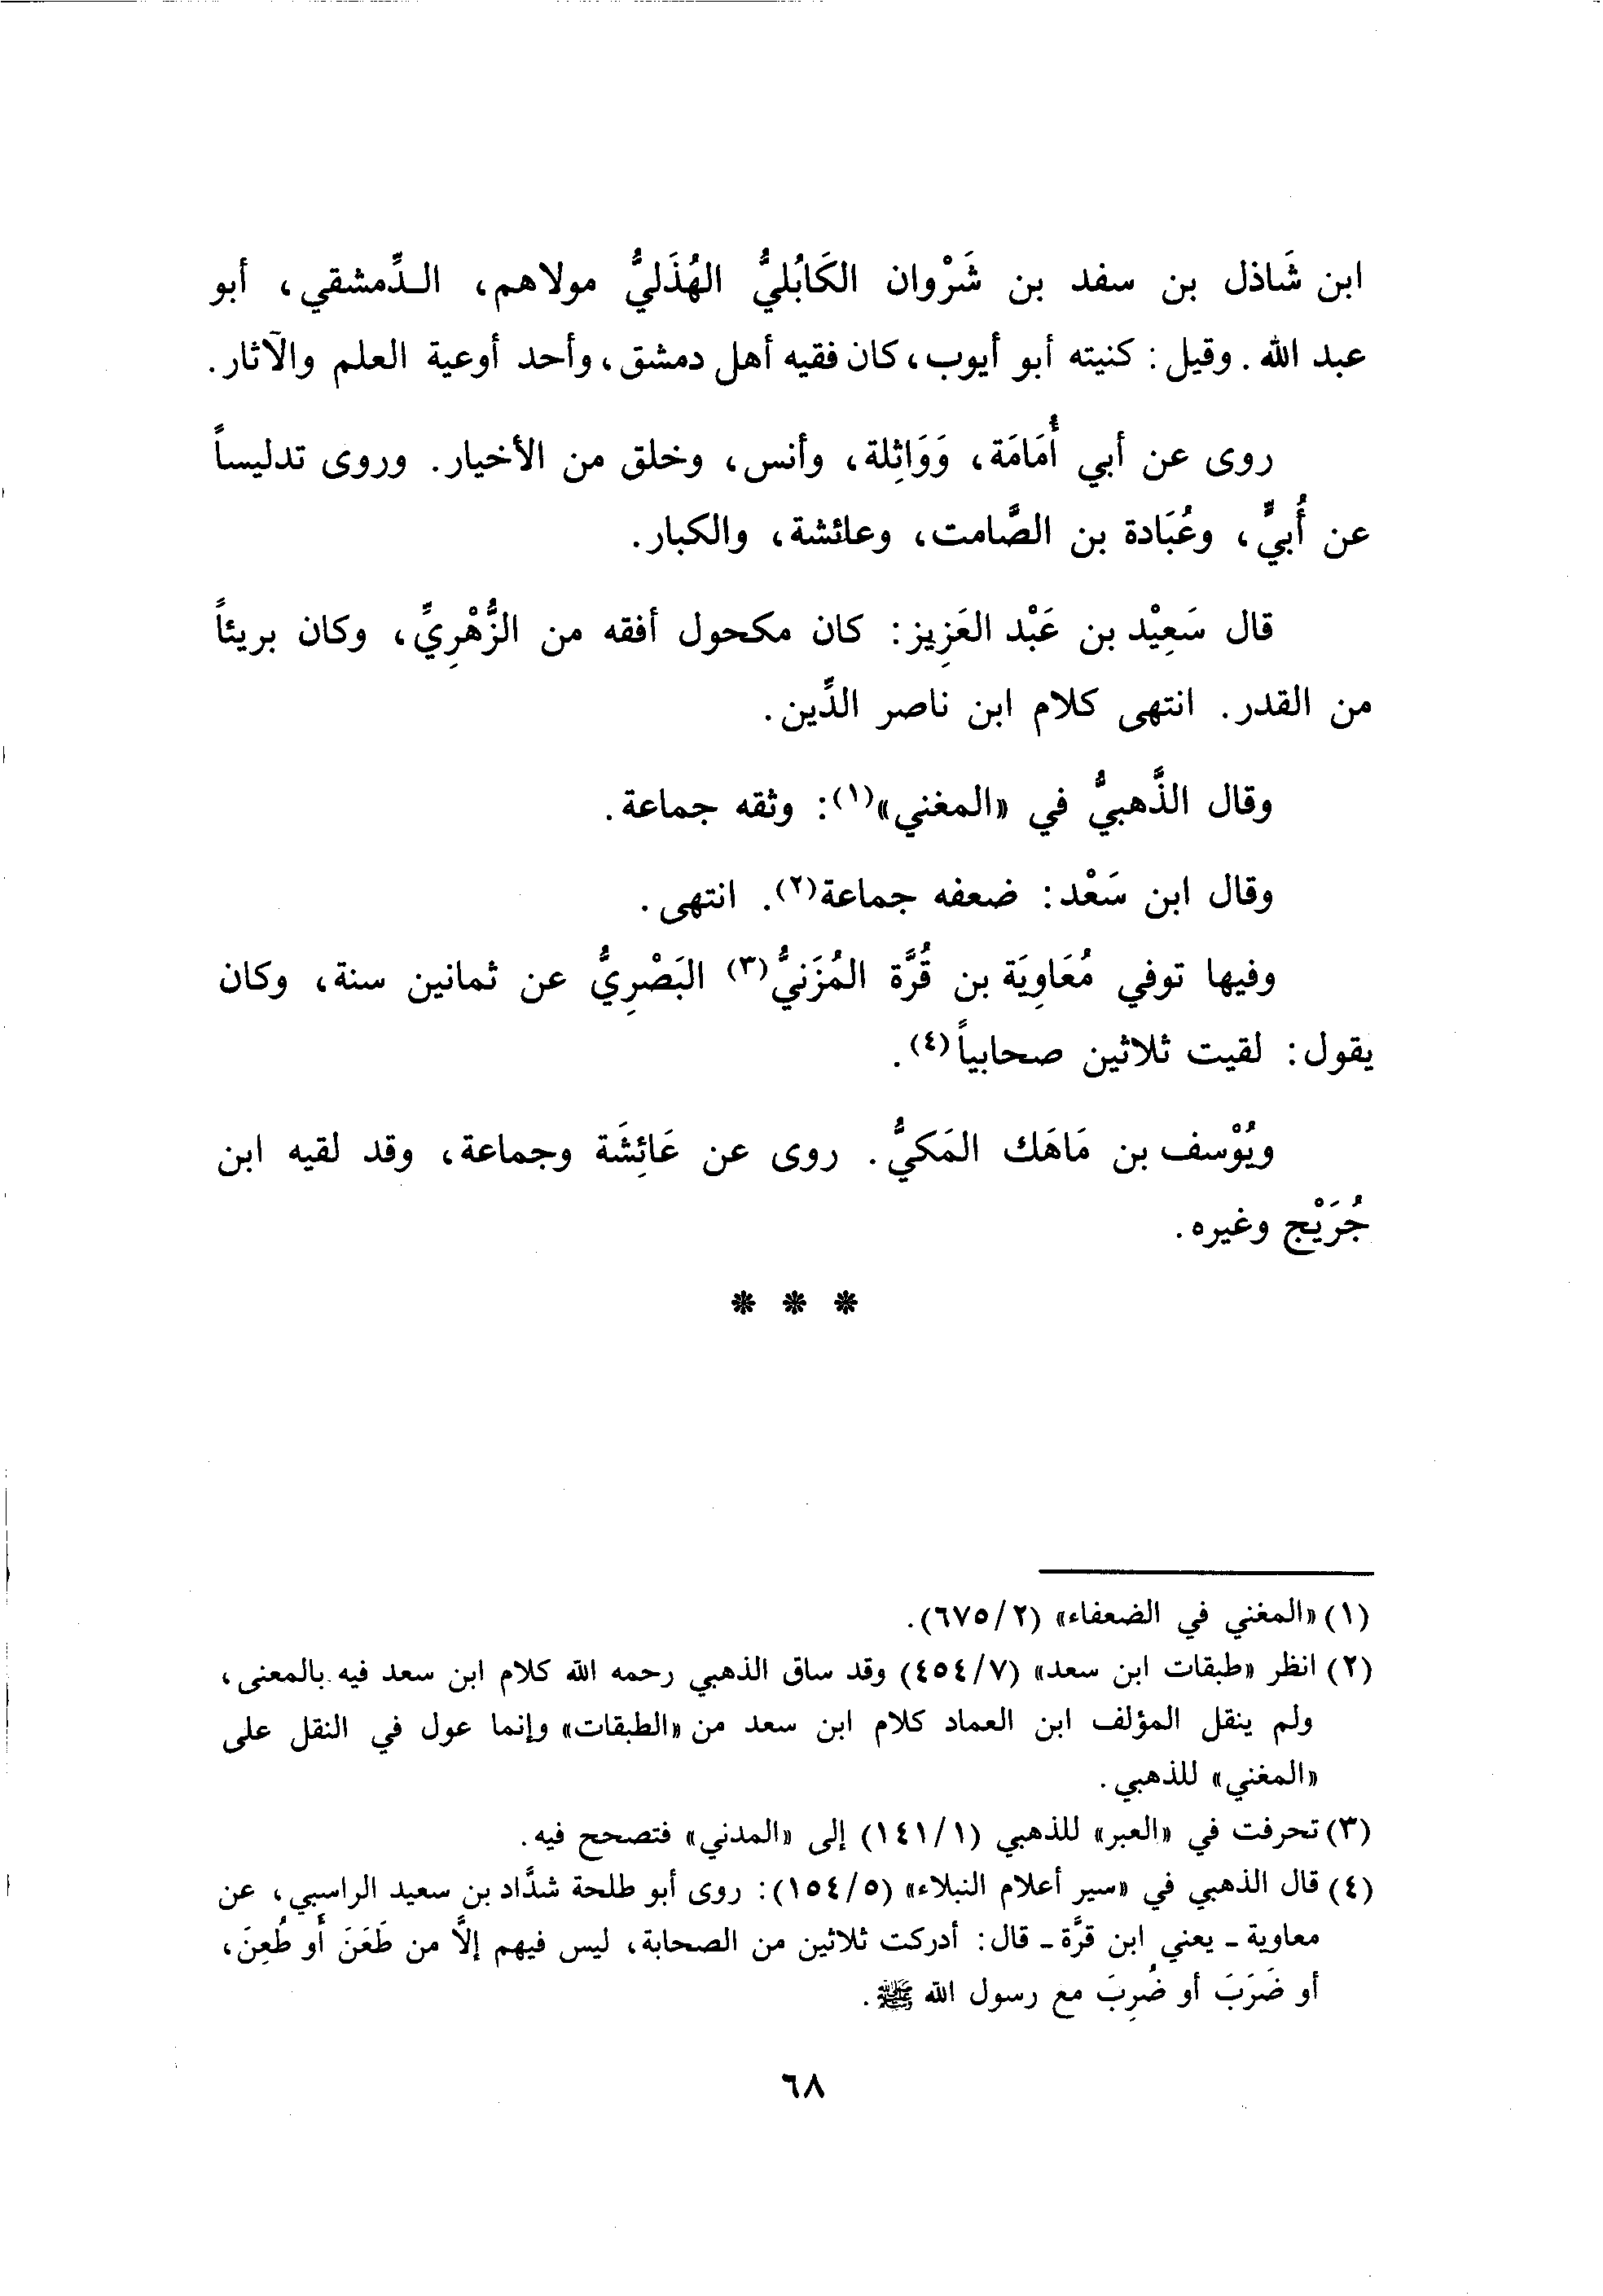 ابن شَاذل بن سفد بن شَرْوان الكَابُليُّ الهُذَليُّ مولاهم، الـدِّمشقي، أبو
عبد الله. وقيل: كنيته أبو أيوب، كان فقيه أهل دمشق، وأحد أوعية العلم والآثار.
روى عن أبي أُمَامَة، وَوَاثِلة، وأنس، وخلق من الأخيار. وروى تدليساً
عن أُبيٍّ، وعُبَادة بن الصَّامت، وعائشة، والكبار.
قال سَعِيْد بن عَبْد العَزِيز: كان مكحول أفقه من الزُّهْرِيِّ، وكان بريئاً
من القدر. انتهى كلام ابن ناصر الدِّين.
وقال الذَّهبيُّ في «المغني»(١): وثقه جماعة.
وقال ابن سَعْد: ضعفه جماعة(٢). انتهى.
وفيها توفي مُعَاوِيَة بن قُرَّة المُزَنيُّ(٣) البَصْرِيُّ عن ثمانين سنة، وكان
يقول: لقيت ثلاثين صحابياً(٤).
ويُوْسف بن مَاهَك المَكيُّ. روى عن عَائِشَة وجماعة، وقد لقيه ابن
جُرَيْج وغيره.
* * *
(١) «المغني في الضعفاء» (٢/ ٦٧٥).
(٢) انظر «طبقات ابن سعد» (٧/ ٤٥٤) وقد ساق الذهبي رحمه الله كلام ابن سعد فيه بالمعنى،
ولم ينقل المؤلف ابن العماد كلام ابن سعد من «الطبقات» وإنما عول في النقل على
«المغني» للذهبي.
(٣) تحرفت في «العبر» للذهبي (١/ ١٤١) إلى «المدني» فتصحح فيه.
(٤) قال الذهبي في «سير أعلام النبلاء» (٥/ ١٥٤): روى أبو طلحة شدَّاد بن سعيد الراسبي، عن
معاوية ـ يعني ابن قرَّة ـ قال: أدركت ثلاثين من الصحابة، ليس فيهم إلاَّ من طَعَنَ أو طُعِنَ،
أو ضَرَبَ أو ضُرِبَ مع رسول الله ﷺ.
٦٨